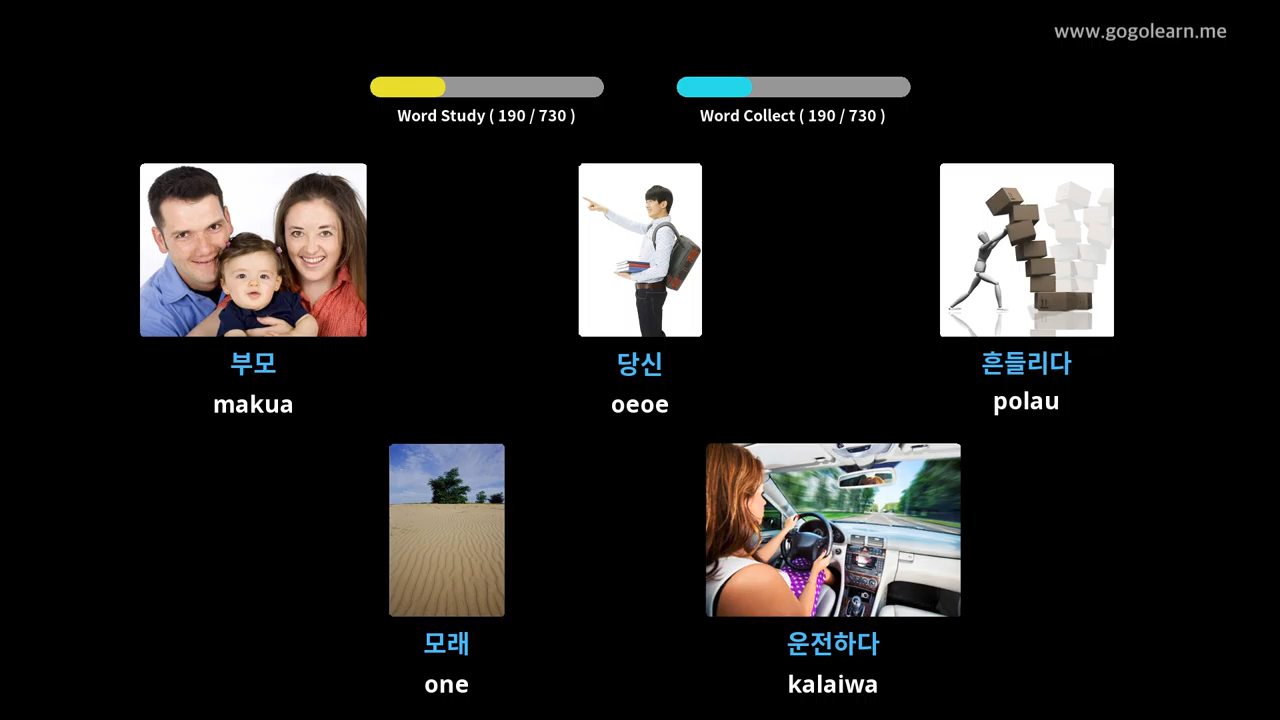 www.gogolearn.me
Word Study ( 190 / 730 )
Word Collect ( 190 / 730 )
부모
makua
당신
oeoe
흔들리다
polau
모래
one
운전하다
kalaiwa